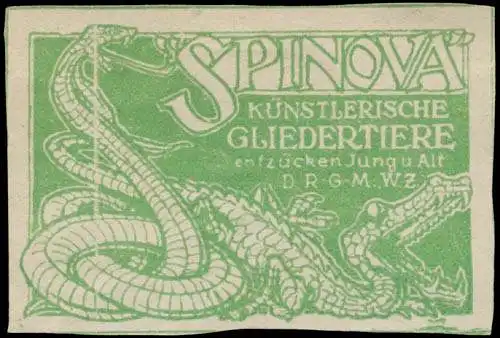 "SPINOVA"
KÜNSTLERISCHE
GLIEDERTIERE
entzücken Jung u. Alt
D.R.G.M. W.Z.